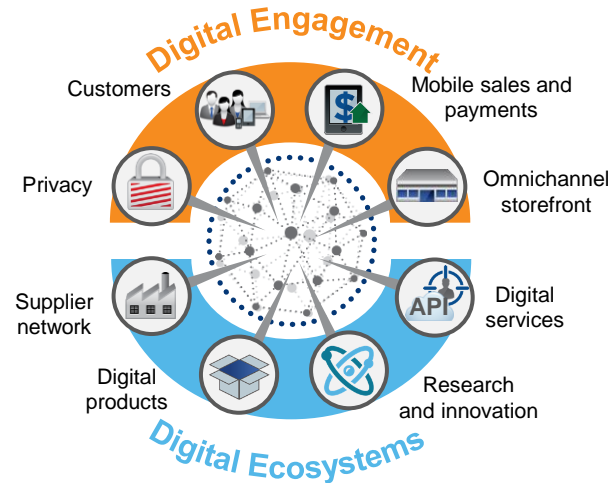 Digital Engagement
Customers
Mobile sales and
payments
Privacy
Omnichannel
storefront
Supplier
network
API
Digital
services
Digital
products
Research
and innovation
Digital Ecosystems